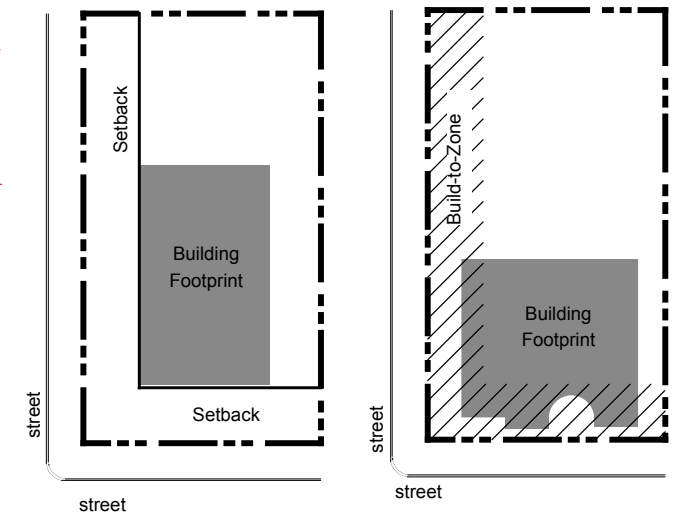 Setback
Building
Footprint
Setback
street
street
Build-to-Zone
Building
Footprint
street
street